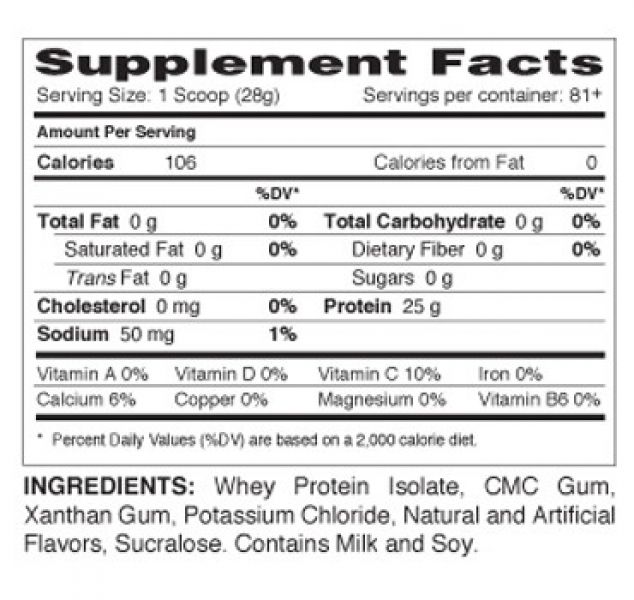 Supplement Facts
Serving Size: 1 Scoop (28g) Servings per container: 81+
Amount Per Serving
Calories 106 Calories from Fat 0
%DV* %DV*
Total Fat 0 g 0% Total Carbohydrate 0 g 0%
Saturated Fat 0 g 0% Dietary Fiber 0 g 0%
Trans Fat 0 g Sugars 0 g
Cholesterol 0 mg 0% Protein 25 g
Sodium 50 mg 1%
Vitamin A 0% Vitamin D 0% Vitamin C 10% Iron 0%
Calcium 6% Copper 0% Magnesium 0% Vitamin B6 0%
* Percent Daily Values (%DV) are based on a 2,000 calorie diet.
INGREDIENTS: Whey Protein Isolate, CMC Gum,
Xanthan Gum, Potassium Chloride, Natural and Artificial
Flavors, Sucralose. Contains Milk and Soy.